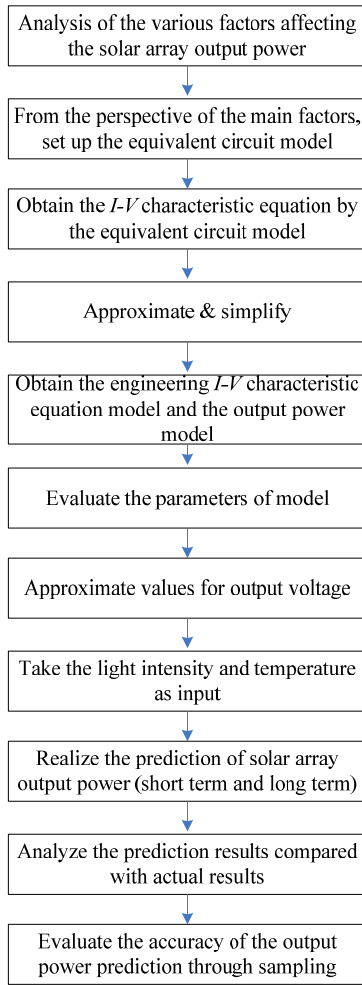 Analysis of the various factors affecting
the solar array output power
From the perspective of the main factors,
set up the equivalent circuit model
Obtain the I-V characteristic equation by
the equivalent circuit model
Approximate & simplify
Obtain the engineering I-V characteristic
equation model and the output power
model
Evaluate the parameters of model
Approximate values for output voltage
Take the light intensity and temperature
as input
Realize the prediction of solar array
output power (short term and long term)
Analyze the prediction results compared
with actual results
Evaluate the accuracy of the output
power prediction through sampling